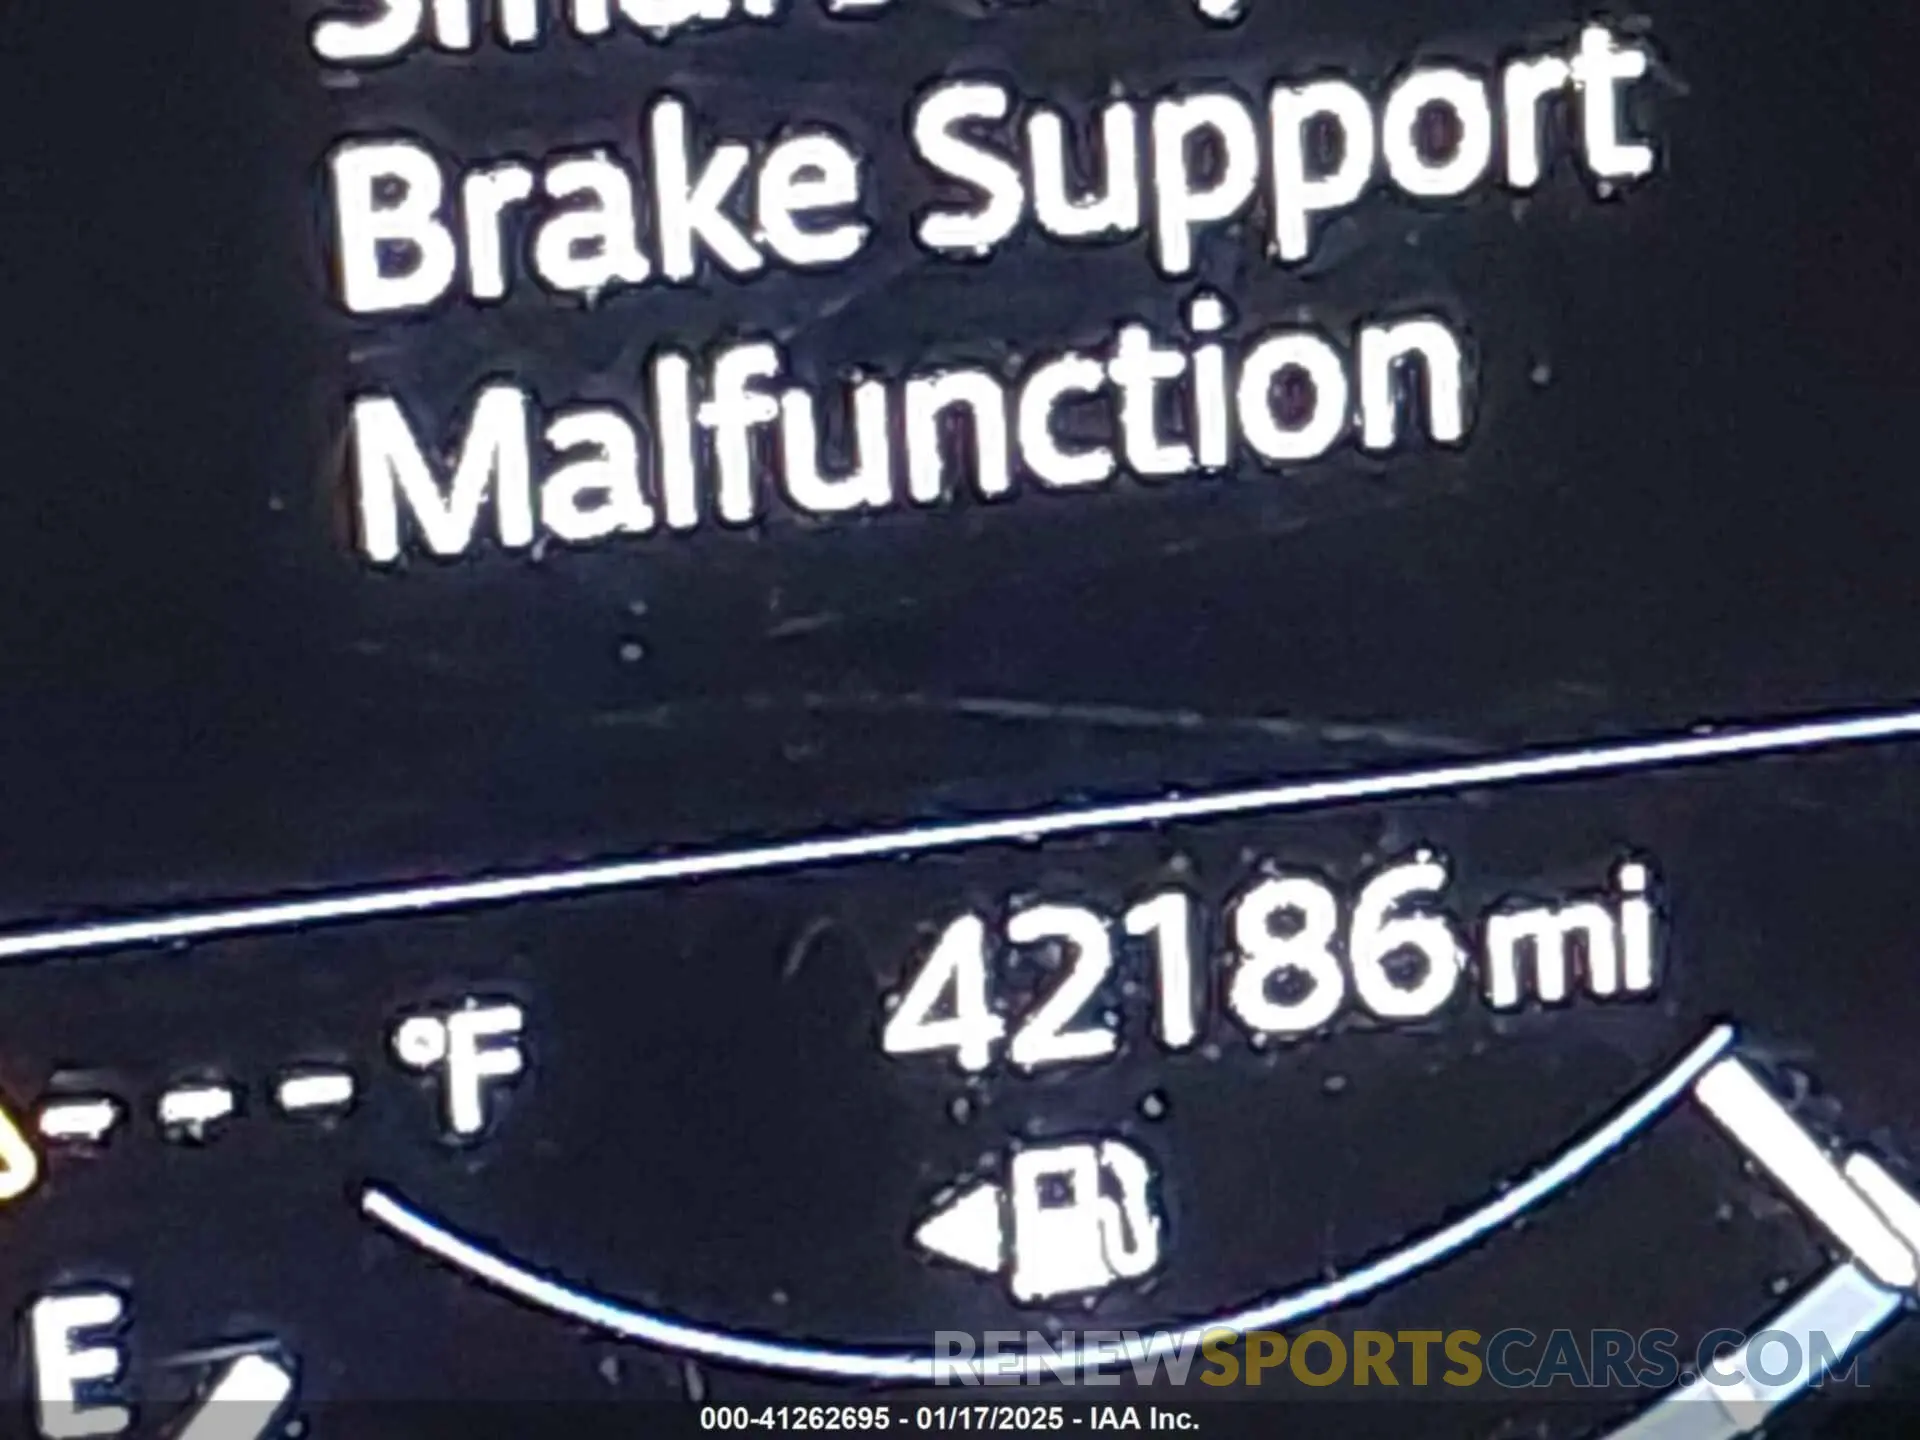 Brake Support
Malfunction
42186 mi
--- °F
E
RENEWSPORTSCARS.COM
000-41262695 - 01/17/2025 - IAA Inc.